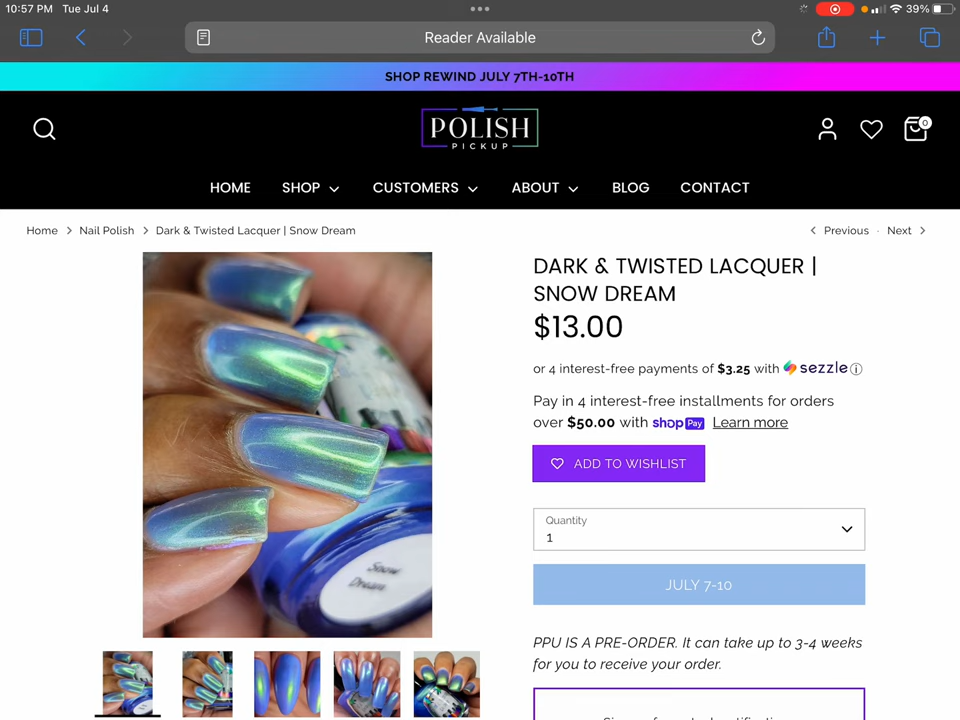 10:57 PM Tue Jul 4
39%
Reader Available
SHOP REWIND JULY 7TH-10TH
POLISH
PICKUP
0
HOME SHOP CUSTOMERS ABOUT BLOG CONTACT
Home > Nail Polish > Dark & Twisted Lacquer | Snow Dream
< Previous · Next >
Snow
Dream
DARK & TWISTED LACQUER |
SNOW DREAM
$13.00
or 4 interest-free payments of $3.25 with sezzle
Pay in 4 interest-free installments for orders
over $50.00 with shop Pay Learn more
ADD TO WISHLIST
Quantity
1
JULY 7-10
PPU IS A PRE-ORDER. It can take up to 3-4 weeks
for you to receive your order.